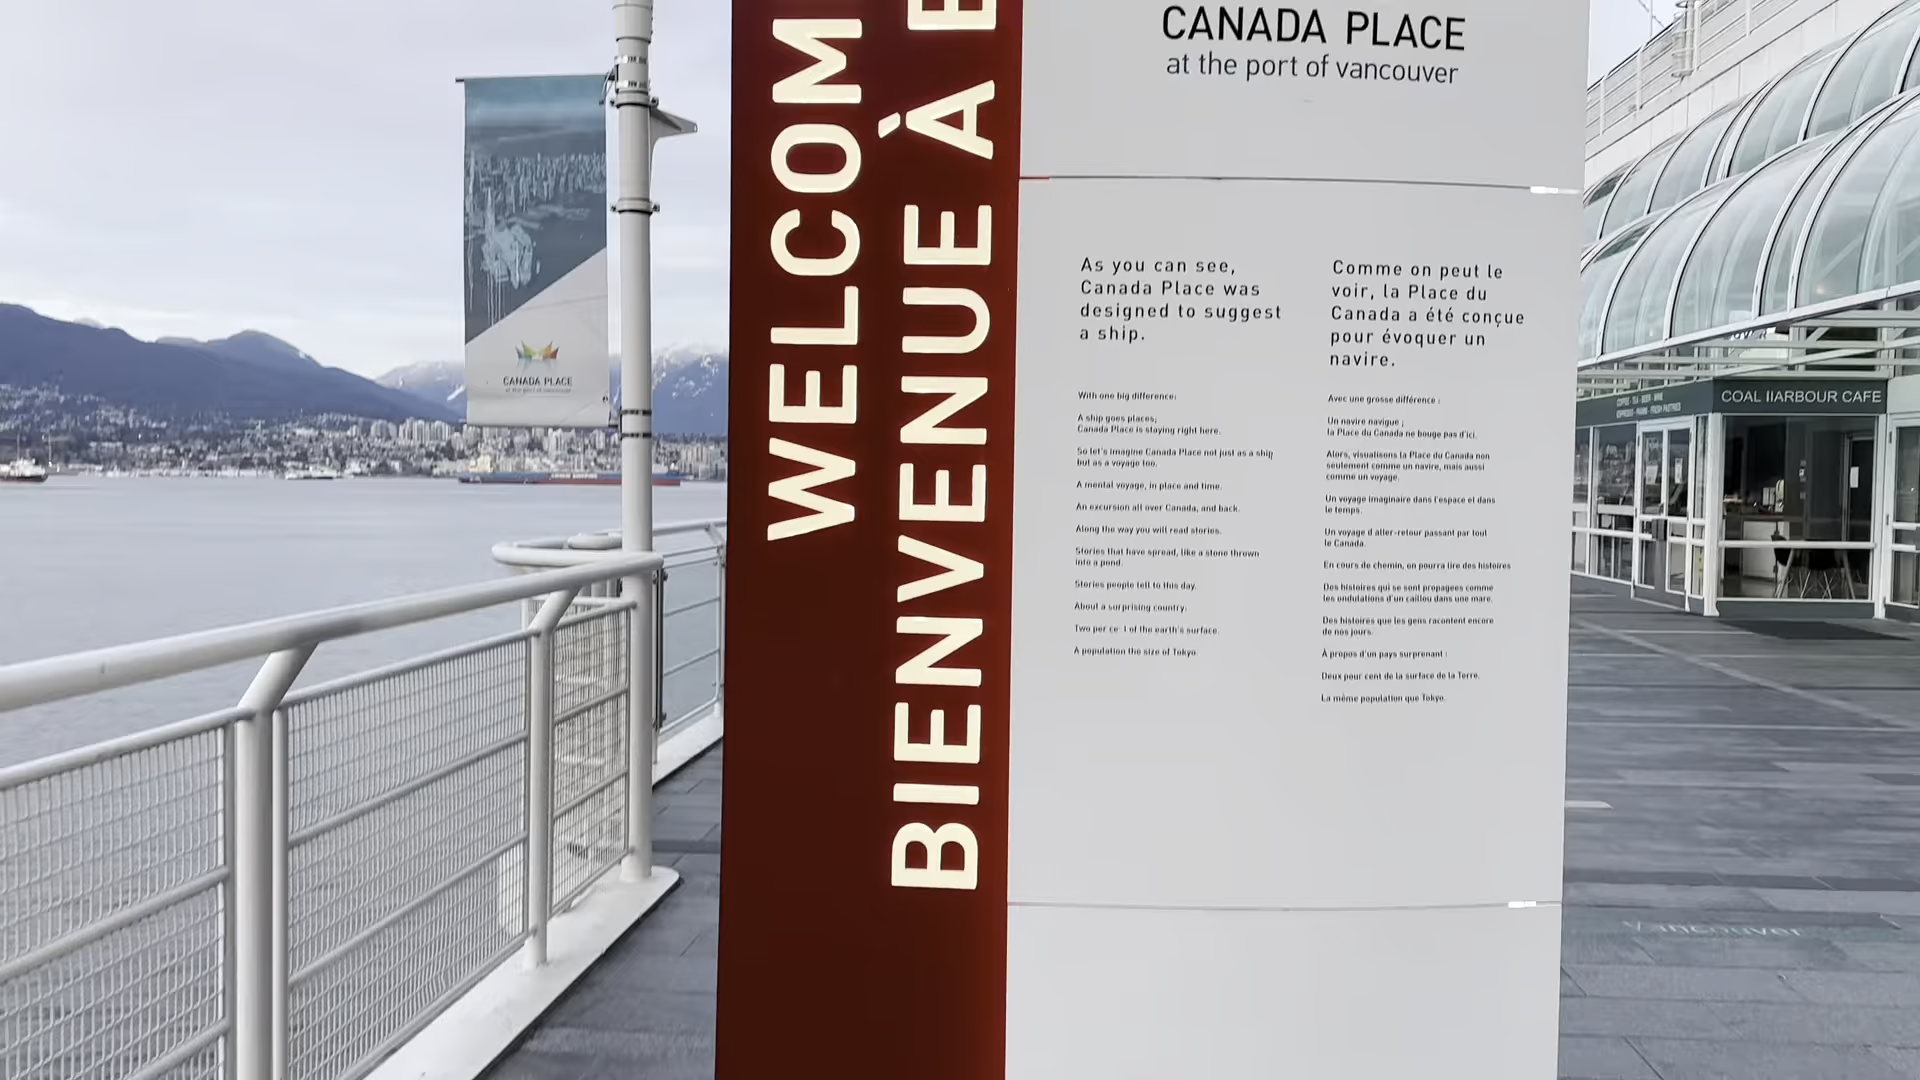 WELCOM
BIENVENUE À B
CANADA PLACE
at the port of vancouver
As you can see,
Canada Place was
designed to suggest
a ship.
With one big difference:
A ship goes places;
Canada Place is staying right here.
So let's imagine Canada Place not just as a ship
but as a voyage too.
A mental voyage, in place and time.
An excursion all over Canada, and back.
Along the way you will read stories.
Stories that have spread, like a stone thrown
into a pond.
Stories people tell to this day.
About a surprising country:
Two per cent of the earth's surface.
A population the size of Tokyo.
Comme on peut le
voir, la Place du
Canada a été conçue
pour évoquer un
navire.
Avec une grosse différence :
Un navire navigue ;
la Place du Canada ne bouge pas d'ici.
Alors, visualisons la Place du Canada non
seulement comme un navire, mais aussi
comme un voyage.
Un voyage imaginaire dans l'espace et dans
le temps.
Un voyage d'aller-retour passant par tout
le Canada.
En cours de chemin, on pourra lire des histoires
Des histoires qui se sont propagées comme
les ondulations d'un caillou dans une mare.
Des histoires que les gens racontent encore
de nos jours.
À propos d'un pays surprenant :
Deux pour cent de la surface de la Terre.
La même population que Tokyo.
CANADA PLACE
at the port of vancouver
COFFEE - TEA - BEER - WINE
COAL HARBOUR CAFE
Vancouver